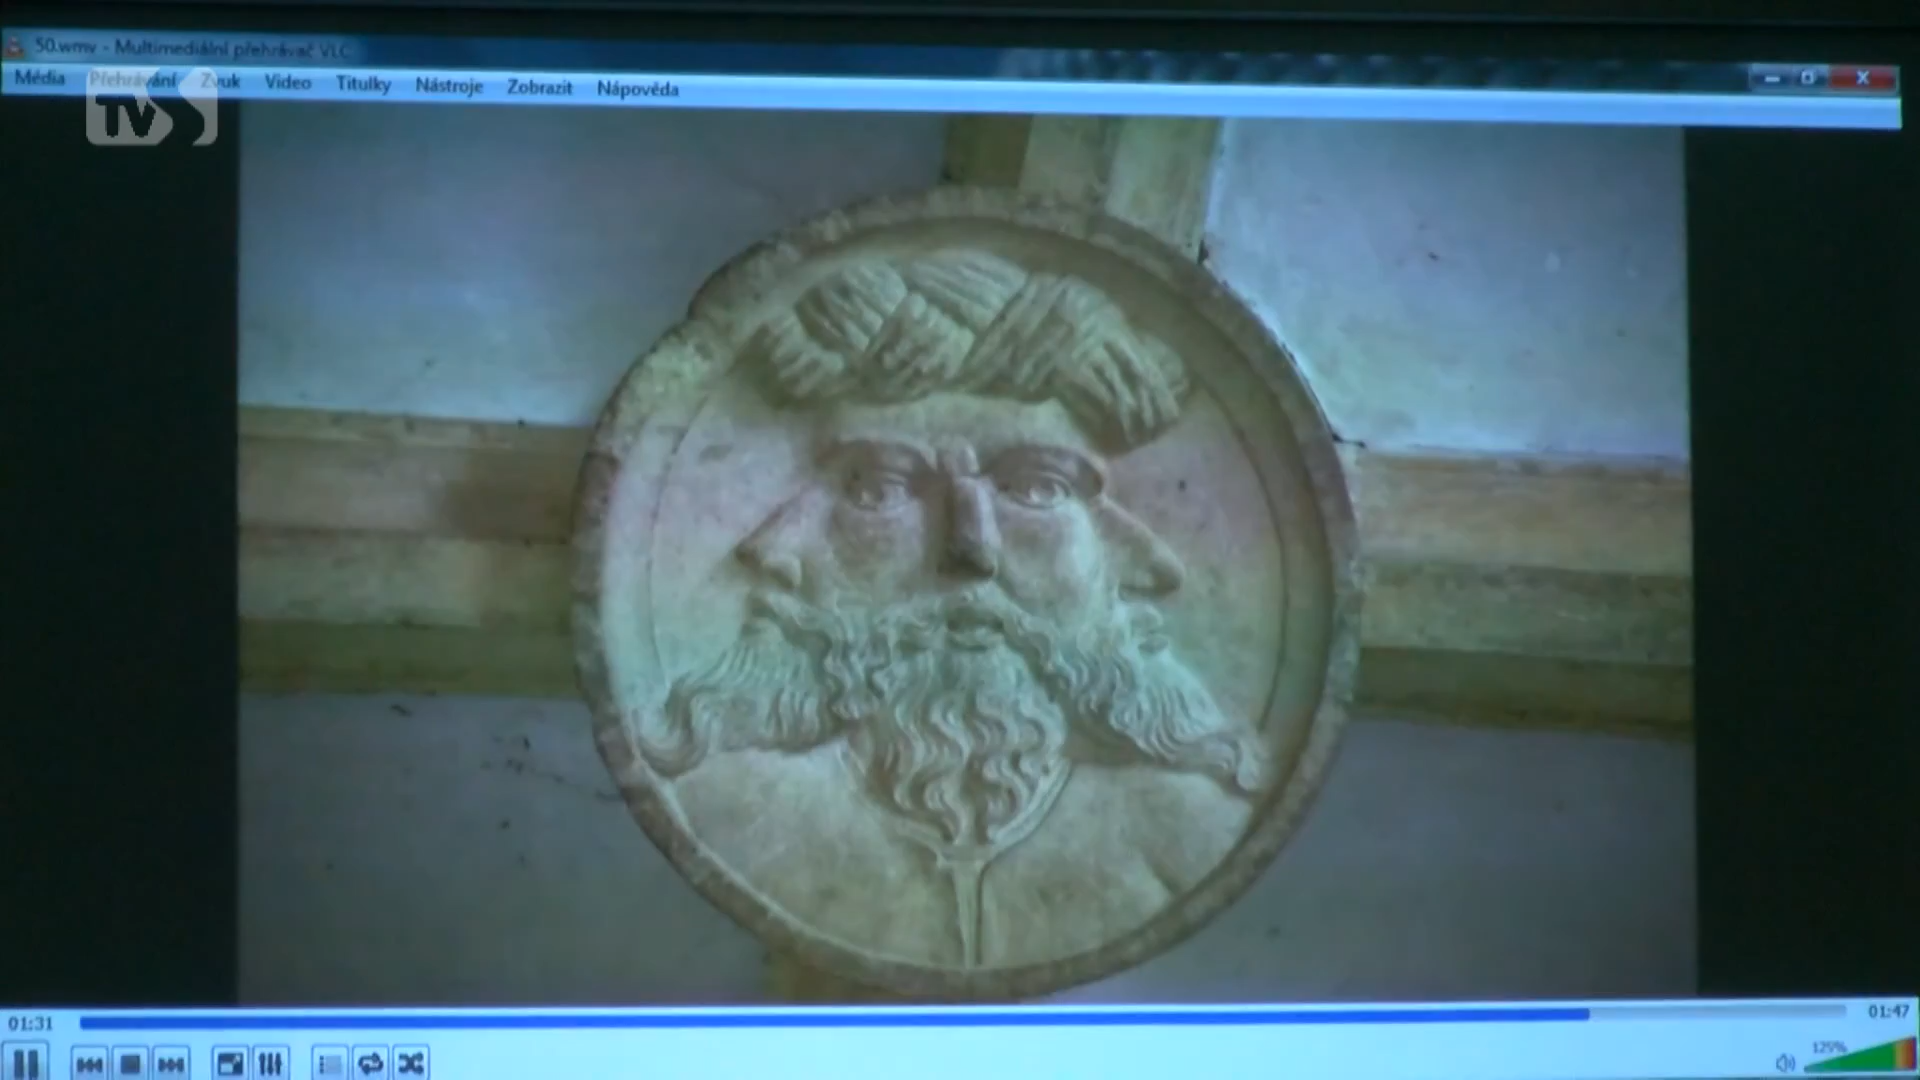 50.wmv - Multimediální přehrávač VLC
Média Přehrávání Zvuk Video Titulky Nástroje Zobrazit Nápověda
TVS
01:31
01:47
125%